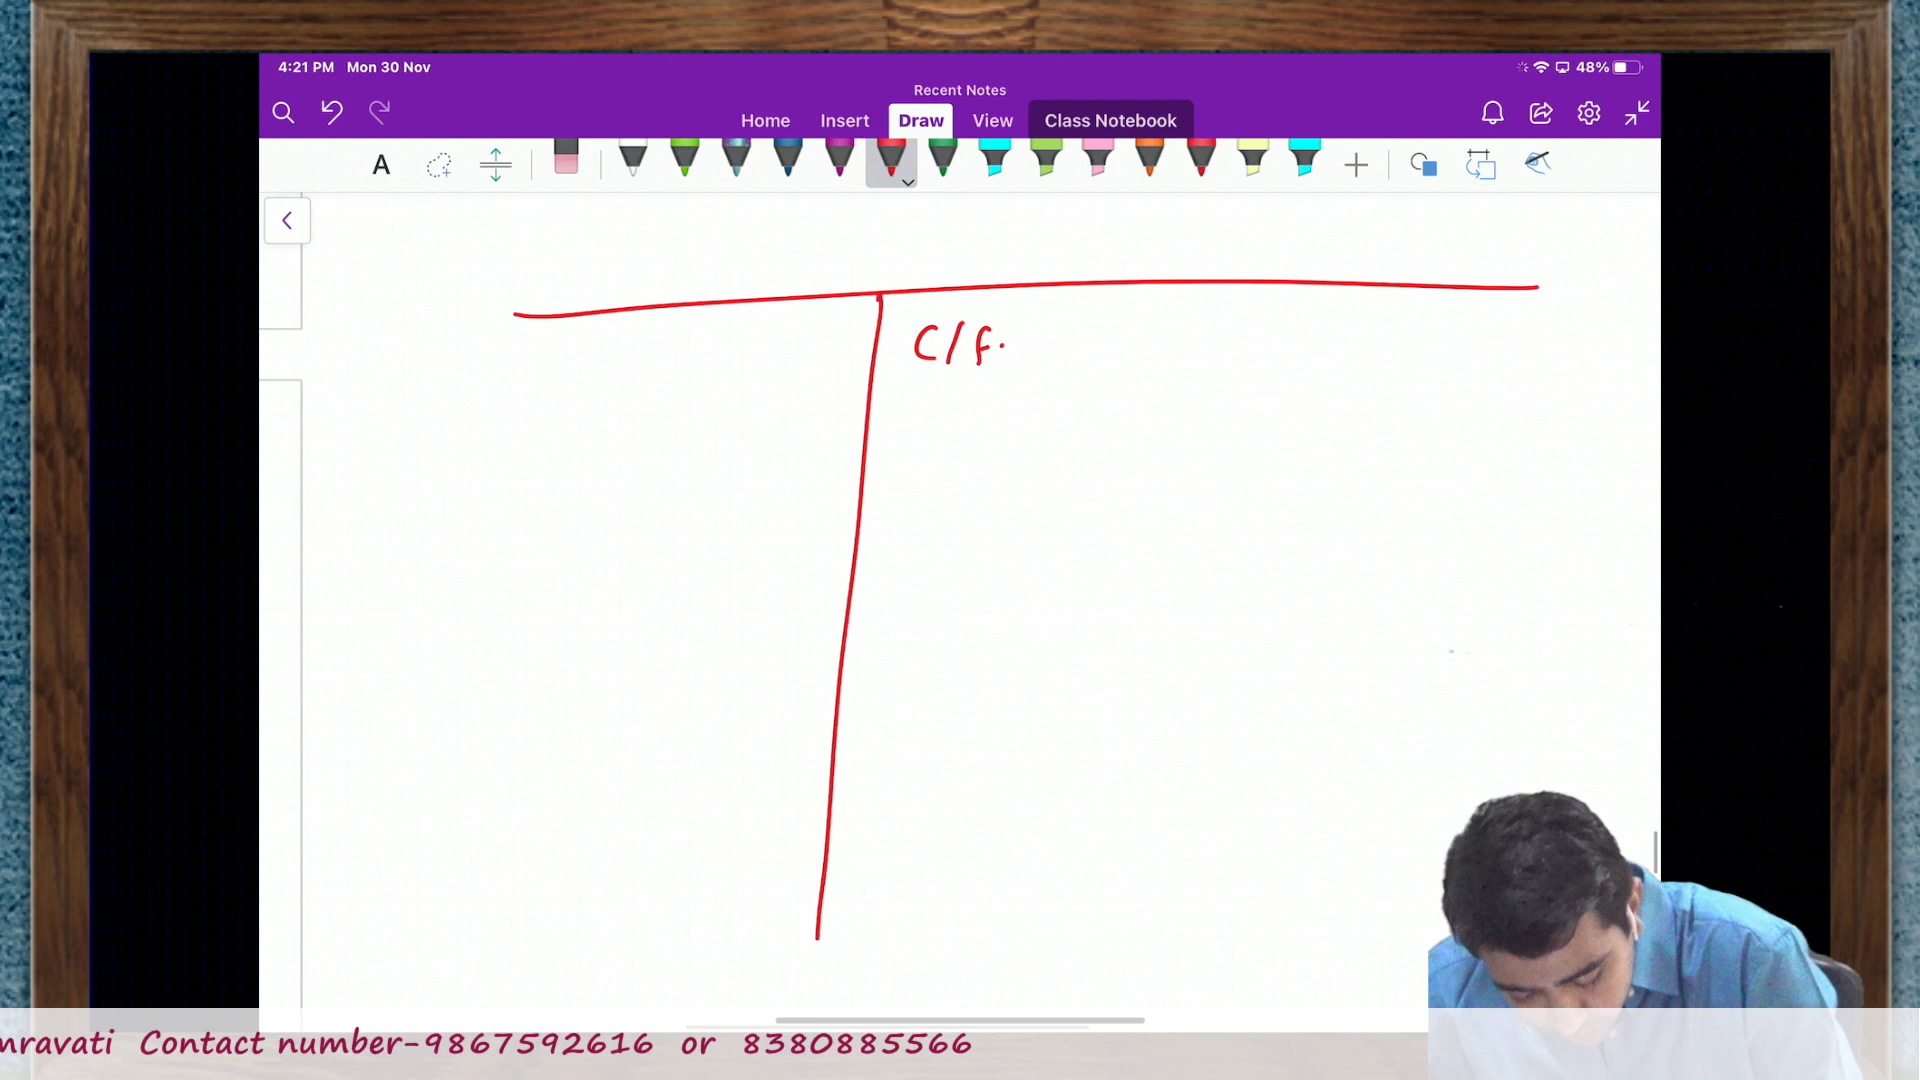 4:21 PM Mon 30 Nov
48%
Recent Notes
Home Insert Draw View Class Notebook
A
C/f.
mravati Contact number-9867592616 or 8380885566